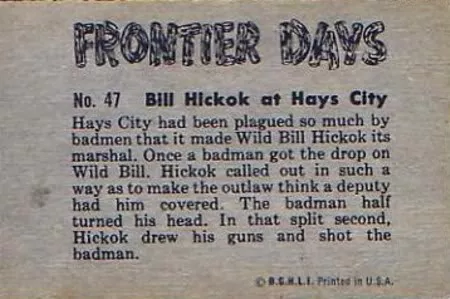 FRONTIER DAYS
No. 47 Bill Hickok at Hays City
Hays City had been plagued so much by
badmen that it made Wild Bill Hickok its
marshal. Once a badman got the drop on
Wild Bill. Hickok called out in such a
way as to make the outlaw think a deputy
had him covered. The badman half
turned his head. In that split second,
Hickok drew his guns and shot the
badman.
© Printed in U.S.A.